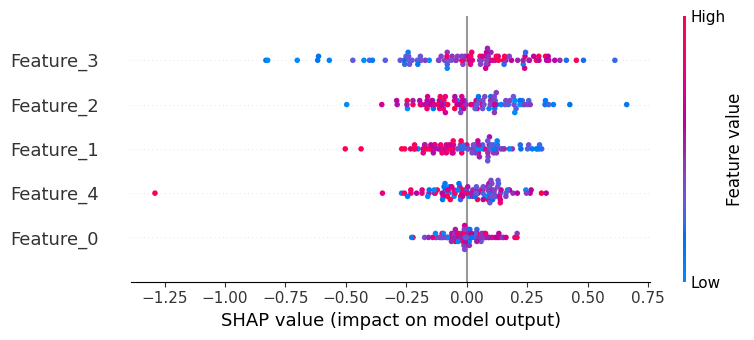 High
Feature_3
Feature_2
Feature_1
Feature_4
Feature_0
Feature value
Low
−1.25 −1.00 −0.75 −0.50 −0.25 0.00 0.25 0.50 0.75
SHAP value (impact on model output)